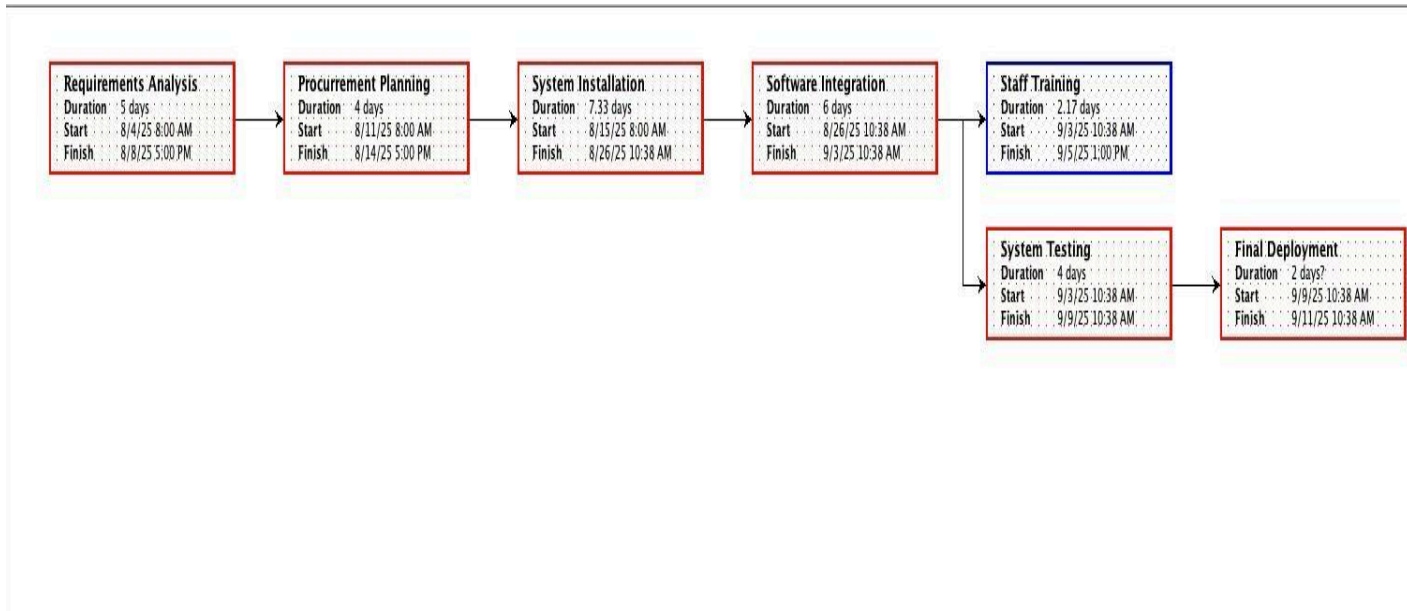 Requirements Analysis
Duration 5 days
Start 8/4/25 8:00 AM
Finish 8/8/25 5:00 PM
Procurement Planning
Duration 4 days
Start 8/11/25 8:00 AM
Finish 8/14/25 5:00 PM
System Installation
Duration 7.33 days
Start 8/15/25 8:00 AM
Finish 8/26/25 10:38 AM
Software Integration
Duration 6 days
Start 8/26/25 10:38 AM
Finish 9/3/25 10:38 AM
Staff Training
Duration 2.17 days
Start 9/3/25 10:38 AM
Finish 9/5/25 1:00 PM
System Testing
Duration 4 days
Start 9/3/25 10:38 AM
Finish 9/9/25 10:38 AM
Final Deployment
Duration 2 days?
Start 9/9/25 10:38 AM
Finish 9/11/25 10:38 AM